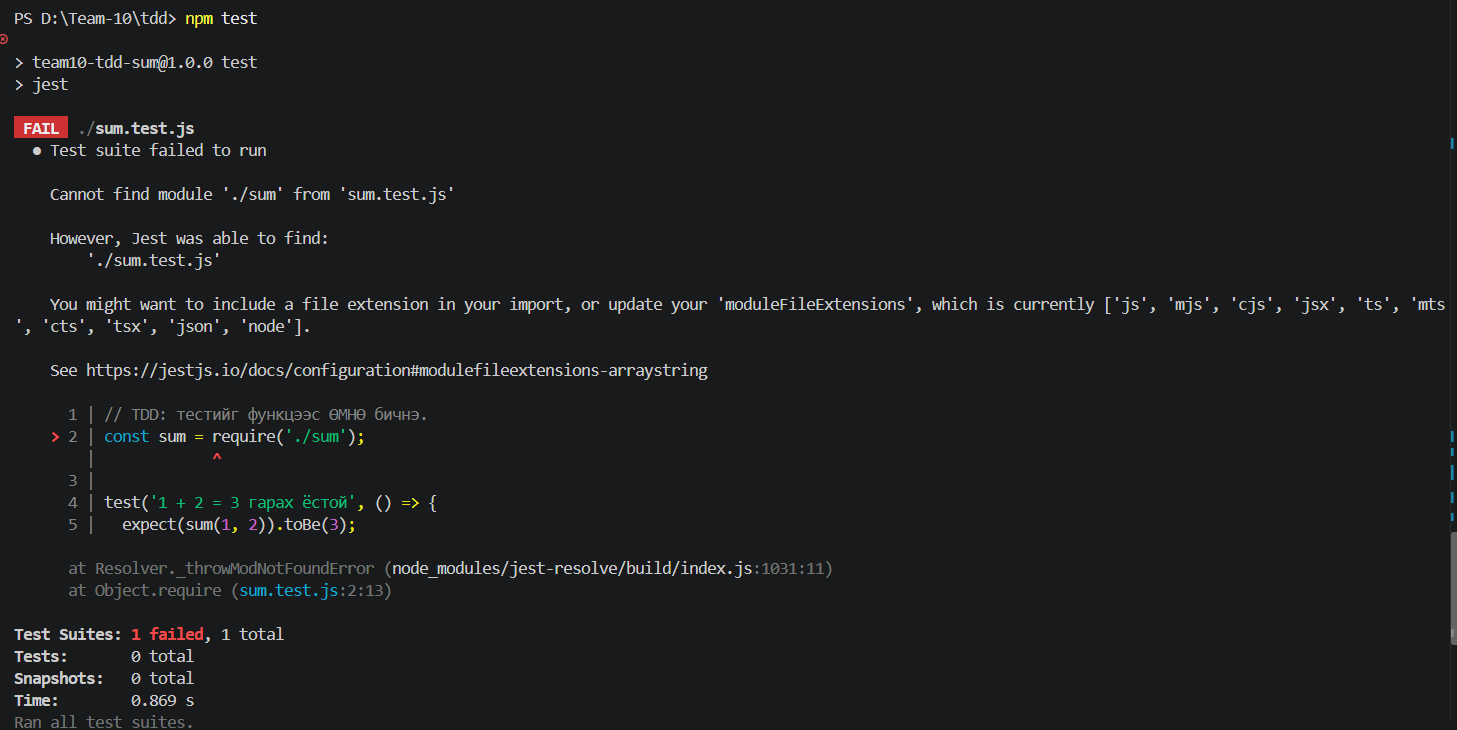 PS D:\Team-10\tdd> npm test
> team10-tdd-sum@1.0.0 test
> jest
FAIL ./sum.test.js
● Test suite failed to run
Cannot find module './sum' from 'sum.test.js'
However, Jest was able to find:
'./sum.test.js'
You might want to include a file extension in your import, or update your 'moduleFileExtensions', which is currently ['js', 'mjs', 'cjs', 'jsx', 'ts', 'mts
', 'cts', 'tsx', 'json', 'node'].
See https://jestjs.io/docs/configuration#modulefileextensions-arraystring
1 | // TDD: тестийг функцээс ӨМНӨ бичнэ.
> 2 | const sum = require('./sum');
| ^
3 |
4 | test('1 + 2 = 3 гарах ёстой', () => {
5 | expect(sum(1, 2)).toBe(3);
at Resolver._throwModNotFoundError (node_modules/jest-resolve/build/index.js:1031:11)
at Object.require (sum.test.js:2:13)
Test Suites: 1 failed, 1 total
Tests: 0 total
Snapshots: 0 total
Time: 0.869 s
Ran all test suites.